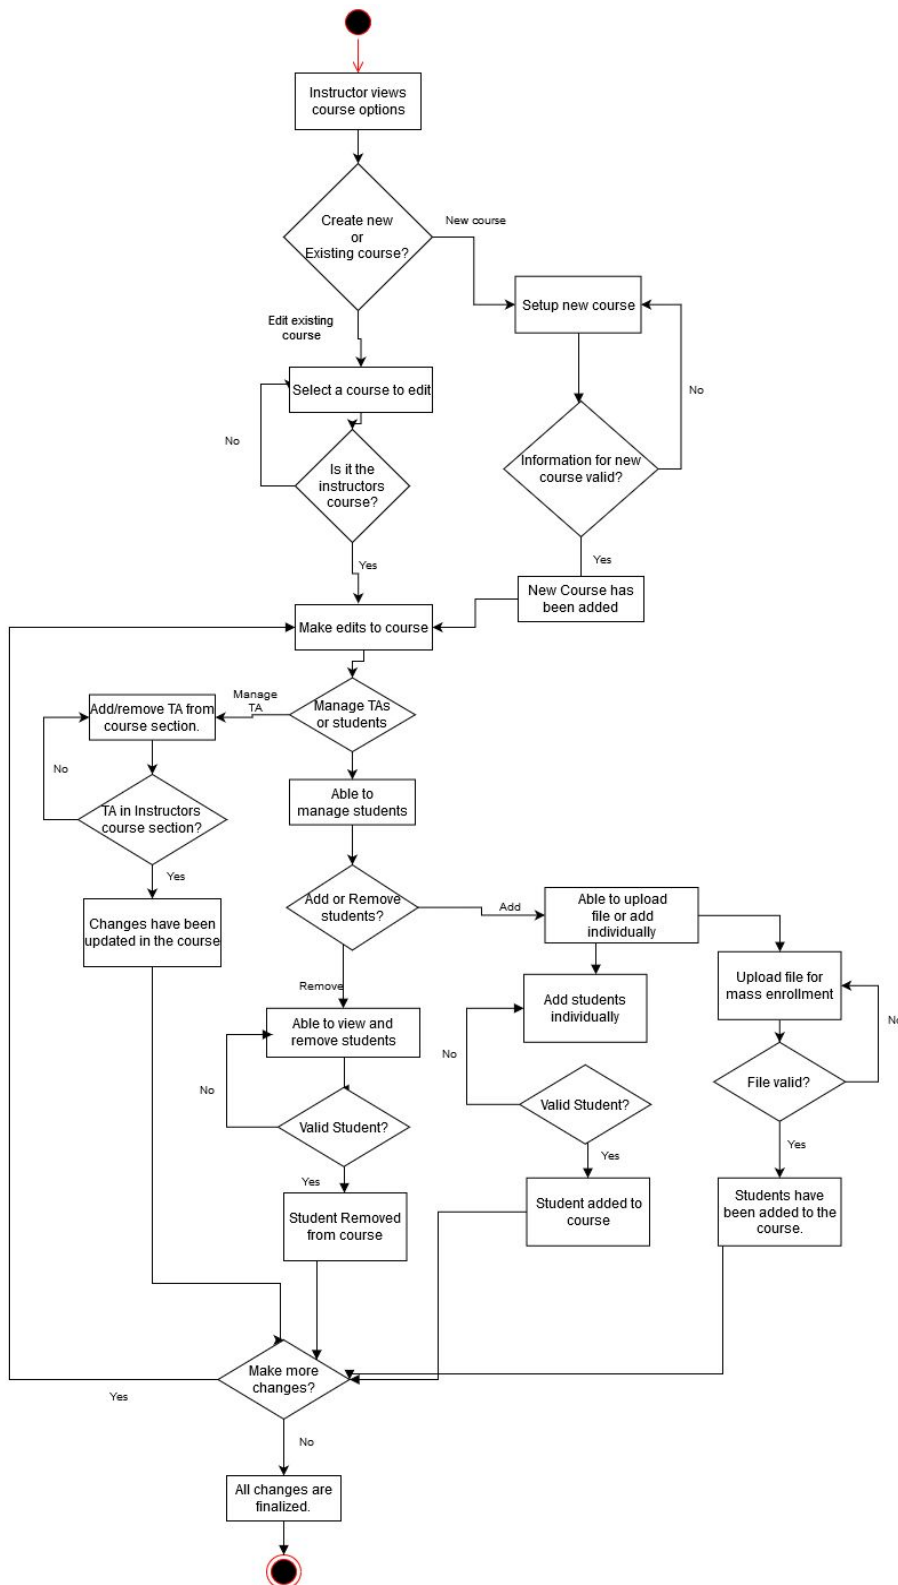 Instructor views
course options
Create new
or
Existing course?
New course
Setup new course
Edit existing
course
Select a course to edit
No
No
Is it the
instructors
course?
Information for new
course valid?
Yes
Yes
New Course has
been added
Make edits to course
Manage
TA
Manage TAs
or students
Add/remove TA from
course section.
No
Able to
manage students
TA in Instructors
course section?
Yes
Add or Remove
students?
Add
Able to upload
file or add
individually
Changes have been
updated in the course
Remove
Add students
individually
Upload file for
mass enrollment
Able to view and
remove students
No
No
No
File valid?
Valid Student?
Valid Student?
Yes
Yes
Yes
Student Removed
from course
Student added to
course
Students have
been added to the
course.
Make more
changes?
Yes
No
All changes are
finalized.